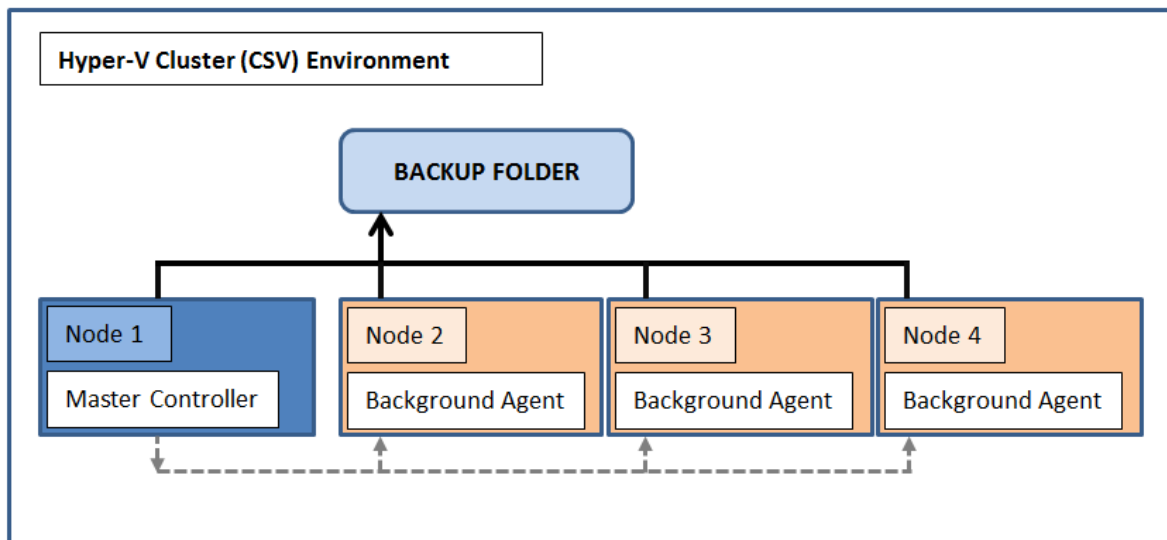 Hyper-V Cluster (CSV) Environment
BACKUP FOLDER
Node 1
Master Controller
Node 2
Background Agent
Node 3
Background Agent
Node 4
Background Agent